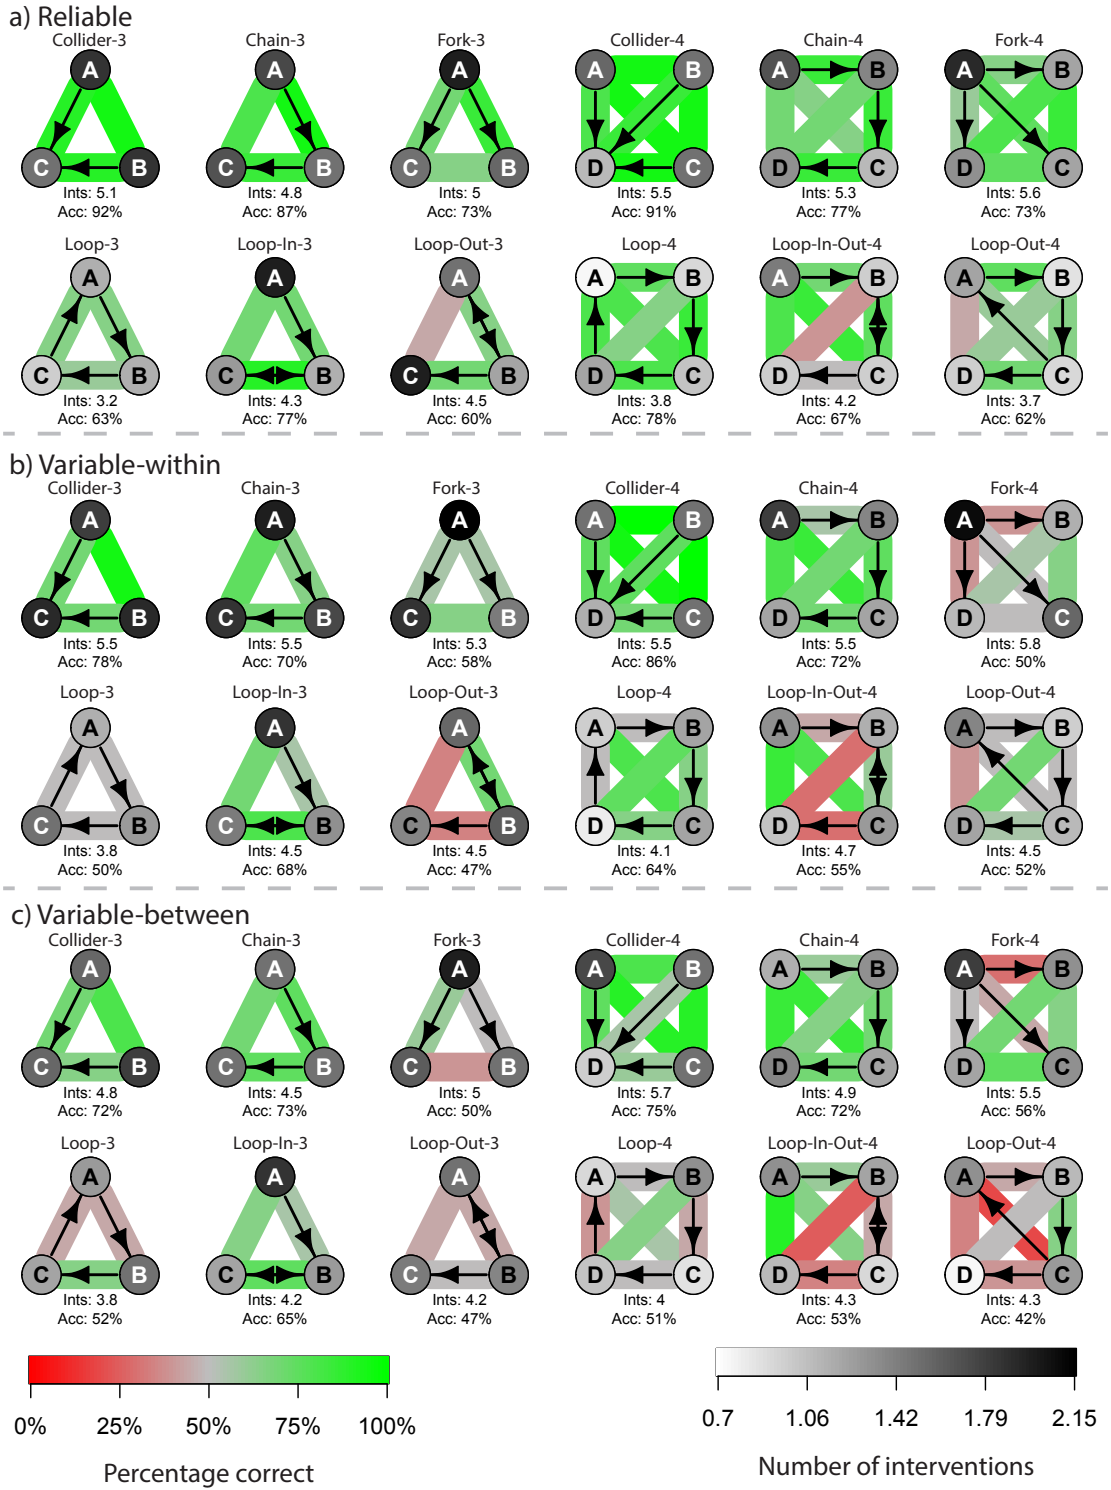 a) Reliable
Collider-3 Chain-3 Fork-3 Collider-4 Chain-4 Fork-4
A A A A B A B A B
C B C B C B D C D C D C
Ints: 5.1 Ints: 4.8 Ints: 5 Ints: 5.5 Ints: 5.3 Ints: 5.6
Acc: 92% Acc: 87% Acc: 73% Acc: 91% Acc: 77% Acc: 73%
Loop-3 Loop-In-3 Loop-Out-3 Loop-4 Loop-In-Out-4 Loop-Out-4
A A A A B A B A B
C B C B C B D C D C D C
Ints: 3.2 Ints: 4.3 Ints: 4.5 Ints: 3.8 Ints: 4.2 Ints: 3.7
Acc: 63% Acc: 77% Acc: 60% Acc: 78% Acc: 67% Acc: 62%
b) Variable-within
Collider-3 Chain-3 Fork-3 Collider-4 Chain-4 Fork-4
A A A A B A B A B
C B C B C B D C D C D C
Ints: 5.5 Ints: 5.5 Ints: 5.3 Ints: 5.5 Ints: 5.5 Ints: 5.8
Acc: 78% Acc: 70% Acc: 58% Acc: 86% Acc: 72% Acc: 50%
Loop-3 Loop-In-3 Loop-Out-3 Loop-4 Loop-In-Out-4 Loop-Out-4
A A A A B A B A B
C B C B C B D C D C D C
Ints: 3.8 Ints: 4.5 Ints: 4.5 Ints: 4.1 Ints: 4.7 Ints: 4.5
Acc: 50% Acc: 68% Acc: 47% Acc: 64% Acc: 55% Acc: 52%
c) Variable-between
Collider-3 Chain-3 Fork-3 Collider-4 Chain-4 Fork-4
A A A A B A B A B
C B C B C B D C D C D C
Ints: 4.8 Ints: 4.5 Ints: 5 Ints: 5.7 Ints: 4.9 Ints: 5.5
Acc: 72% Acc: 73% Acc: 50% Acc: 75% Acc: 72% Acc: 56%
Loop-3 Loop-In-3 Loop-Out-3 Loop-4 Loop-In-Out-4 Loop-Out-4
A A A A B A B A B
C B C B C B D C D C D C
Ints: 3.8 Ints: 4.2 Ints: 4.2 Ints: 4 Ints: 4.3 Ints: 4.3
Acc: 52% Acc: 65% Acc: 47% Acc: 51% Acc: 53% Acc: 42%
0% 25% 50% 75% 100% 0.7 1.06 1.42 1.79 2.15
Percentage correct Number of interventions